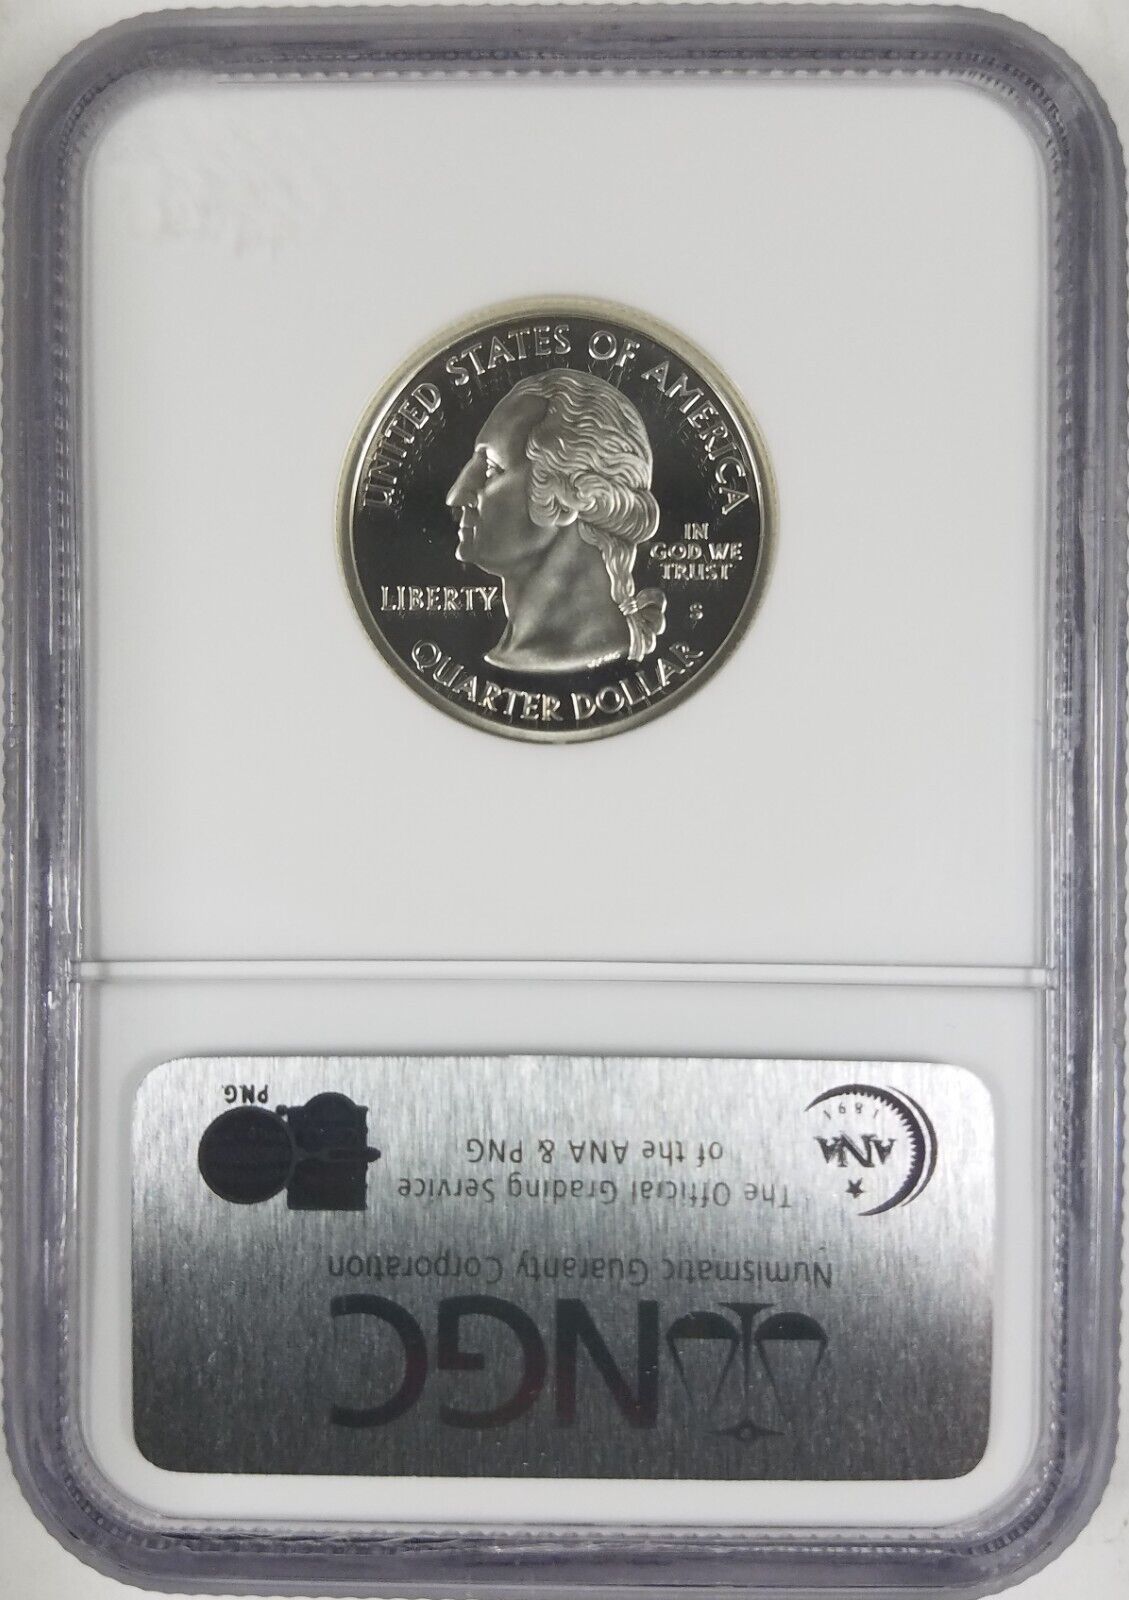 UNITED STATES OF AMERICA
IN
GOD WE
TRUST
LIBERTY
S
QUARTER DOLLAR
NGC
Numismatic Guaranty Corporation
The Official Grading Service
of the ANA & PNG
ANA
1891
PNG